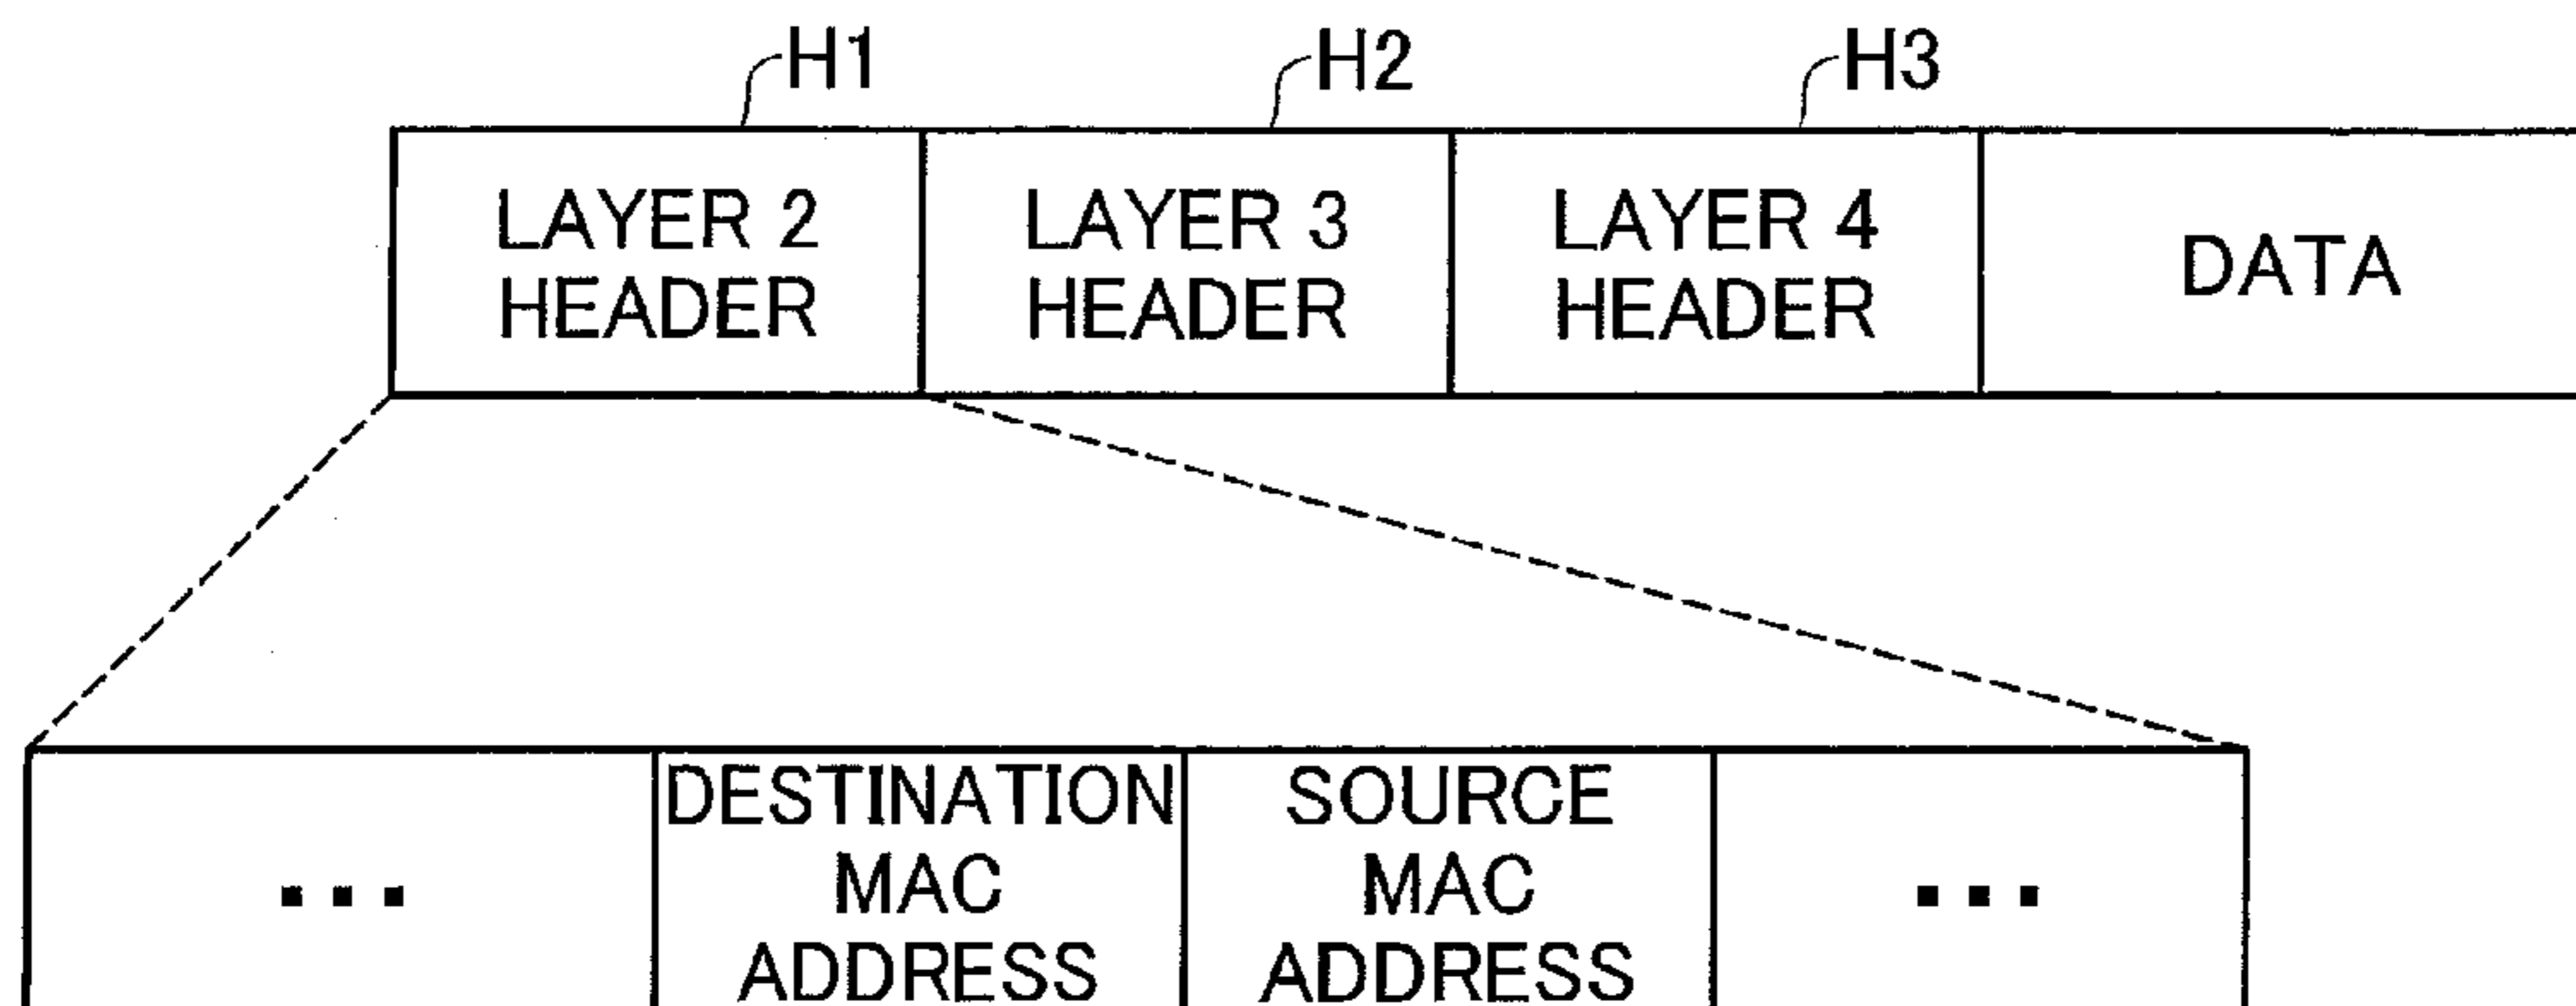 H1 H2 H3
LAYER 2 LAYER 3 LAYER 4
HEADER HEADER HEADER
DATA
DESTINATION SOURCE
... MAC MAC ...
ADDRESS ADDRESS